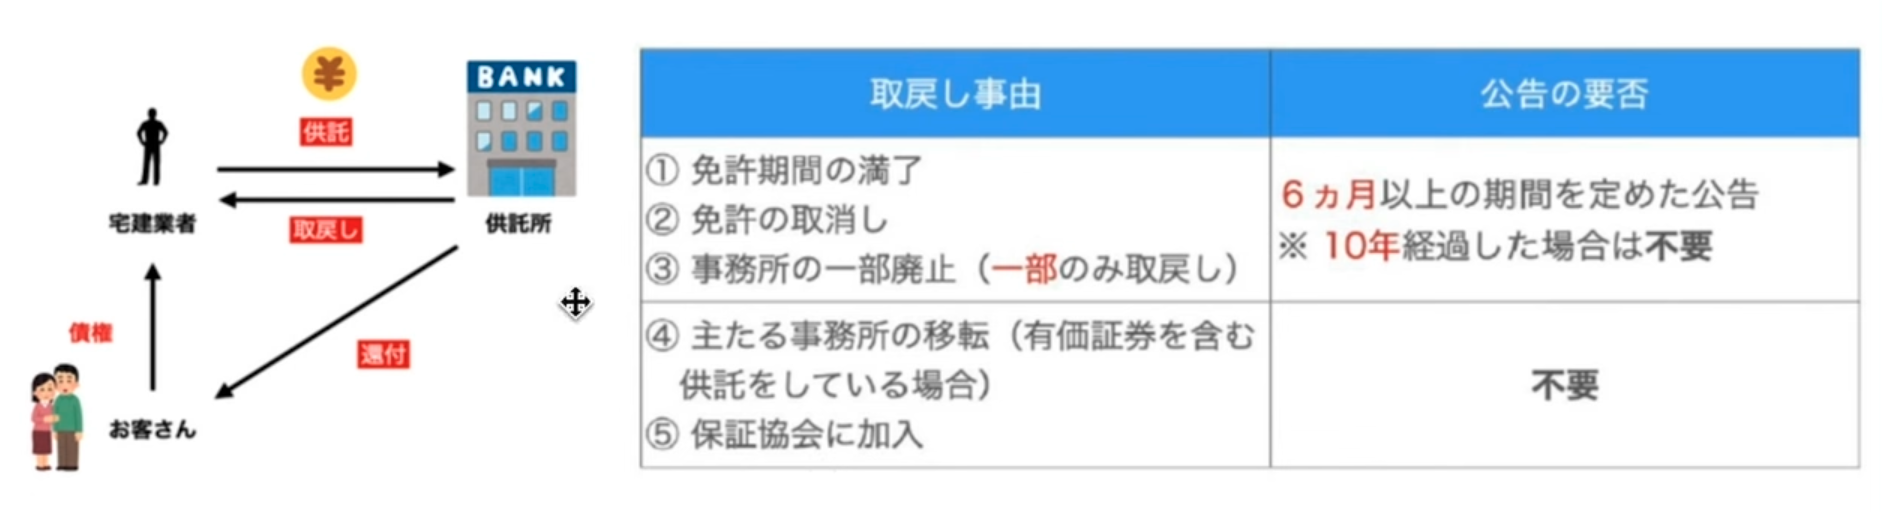 BANK
供託
取戻し
宅建業者
供託所
債権
還付
お客さん
取戻し事由
公告の要否
① 免許期間の満了
② 免許の取消し
③ 事務所の一部廃止（一部のみ取戻し）
6ヵ月以上の期間を定めた公告
※ 10年経過した場合は不要
④ 主たる事務所の移転（有価証券を含む
供託をしている場合）
⑤ 保証協会に加入
不要